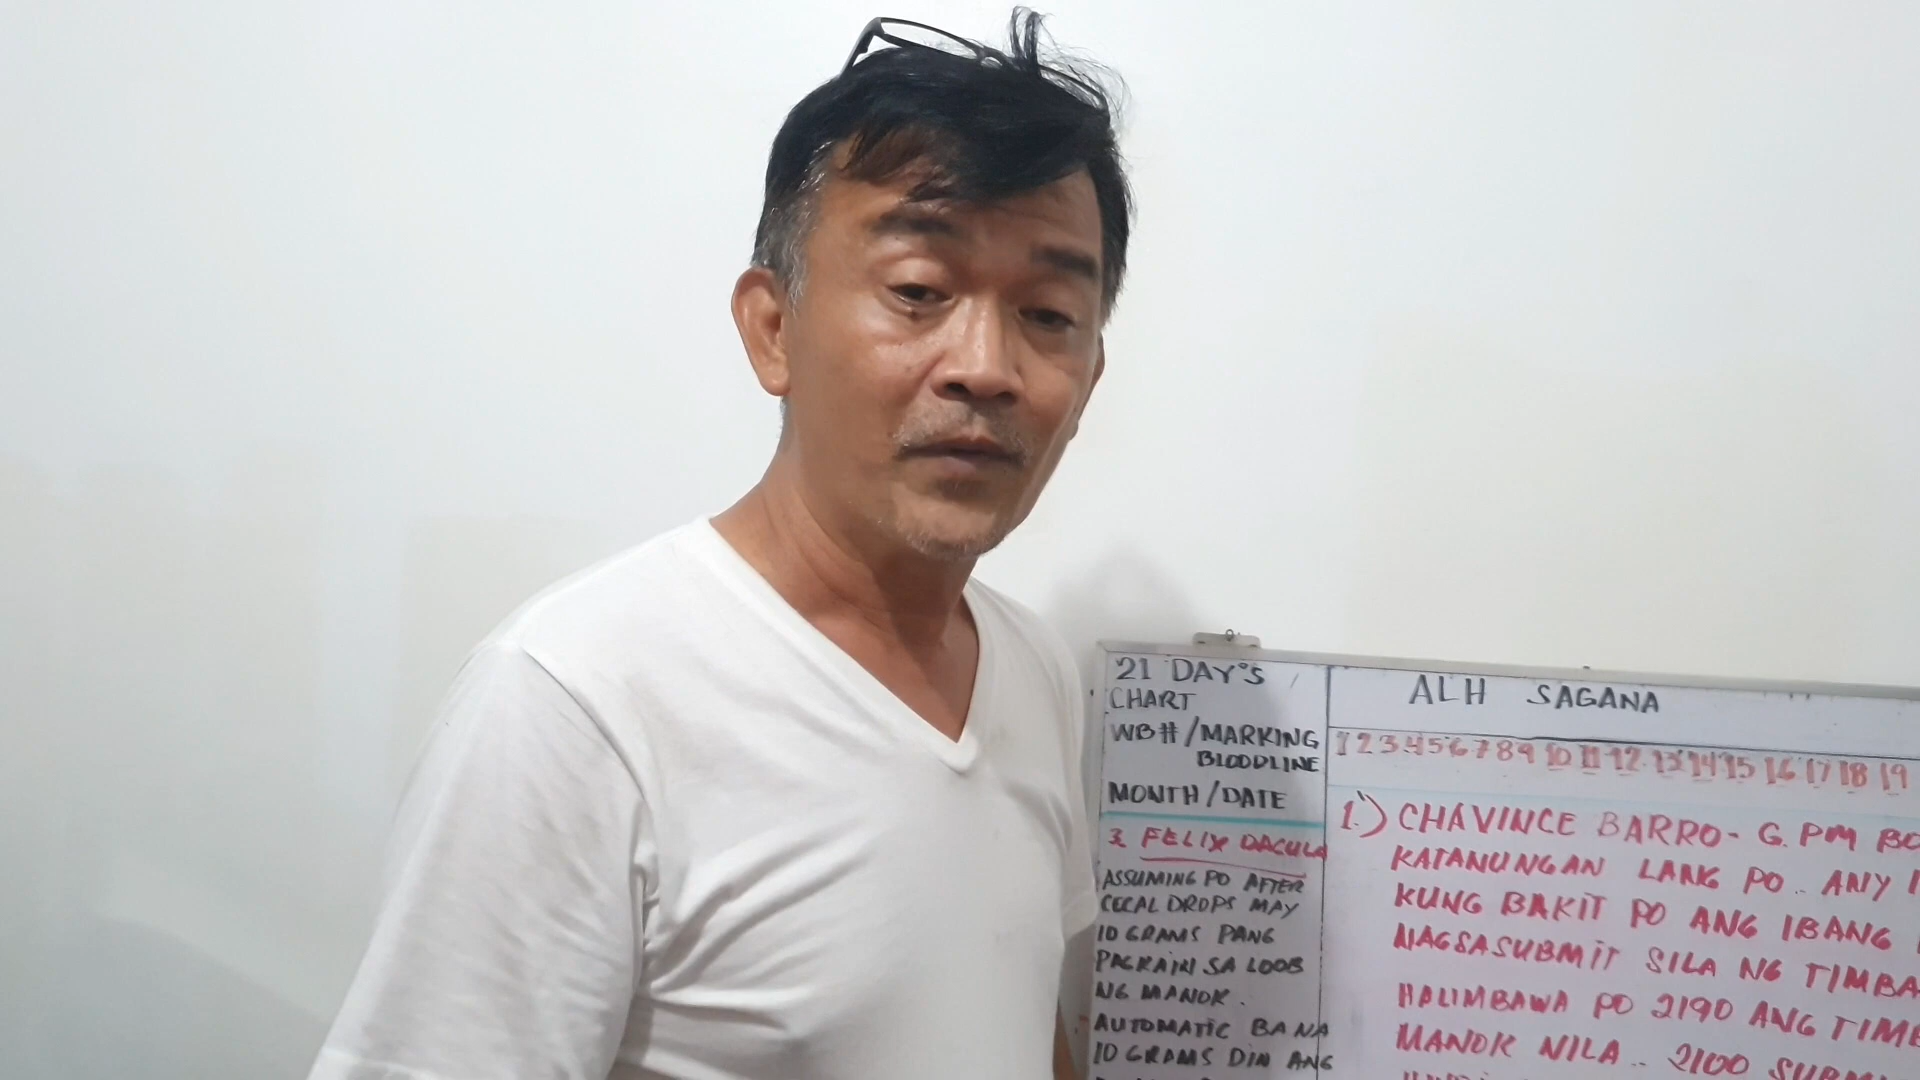 21 DAY'S
CHART
WB# / MARKING
BLOODLINE
MONTH / DATE
3. FELIX DACULA
ASSUMING PO AFTER
CECAL DROPS MAY
10 GRAMS PANG
PAGKAIN SA LOOB
NG MANOK.
AUTOMATIC BA NA
10 GRAMS DIN ANG
ALH SAGANA
1 2 3 4 5 6 7 8 9 10 11 12 13 14 15 16 17 18 19
1.) CHAVINCE BARRO - G. PM
KATANUNGAN LANG PO.. ANY
KUNG BAKIT PO ANG IBANG
NAGSASUBMIT SILA NG TIMBA
HALIMBAWA PO 2190 ANG TIMB
MANOK NILA.. 2100 SUBM